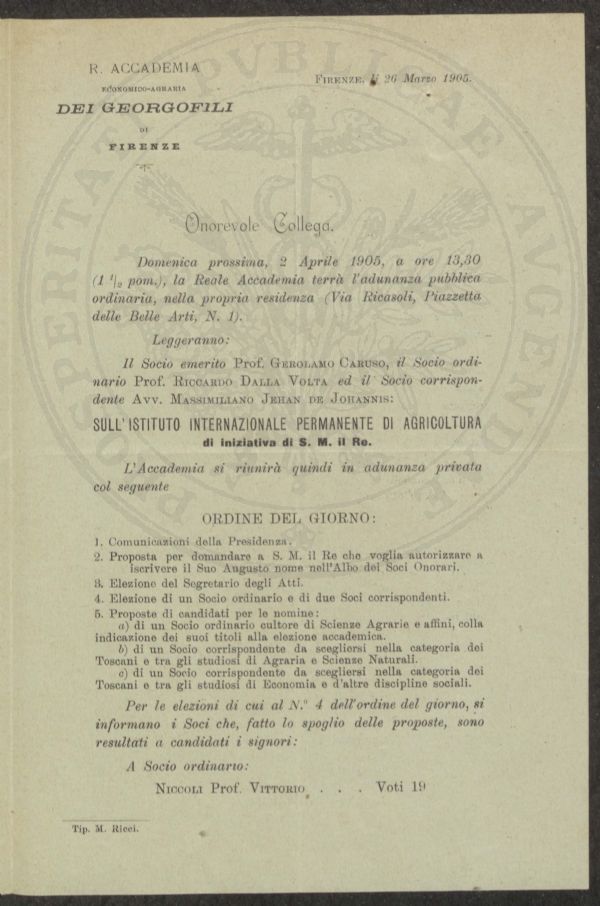 R. ACCADEMIA
ECONOMICO-AGRARIA
DEI GEORGOFILI
DI
FIRENZE
FIRENZE, li 26 Marzo 1905.
PROSPERITATI PUBLICAE AUGENDAE
Onorevole Collega,
Domenica prossima, 2 Aprile 1905, a ore 13,30
(1 1/2 pom.), la Reale Accademia terrà l'adunanza pubblica
ordinaria, nella propria residenza (Via Ricasoli, Piazzetta
delle Belle Arti, N. 1).
Leggeranno:
Il Socio emerito Prof. GEROLAMO CARUSO, il Socio ordi-
nario Prof. RICCARDO DALLA VOLTA ed il Socio corrispon-
dente AVV. MASSIMILIANO JEHAN DE JOHANNIS:
SULL'ISTITUTO INTERNAZIONALE PERMANENTE DI AGRICOLTURA
di iniziativa di S. M. il Re.
L'Accademia si riunirà quindi in adunanza privata
col seguente
ORDINE DEL GIORNO:
1. Comunicazioni della Presidenza.
2. Proposta per domandare a S. M. il Re che voglia autorizzare a
iscrivere il Suo Augusto nome nell'Albo dei Soci Onorari.
3. Elezione del Segretario degli Atti.
4. Elezione di un Socio ordinario e di due Soci corrispondenti.
5. Proposte di candidati per le nomine:
a) di un Socio ordinario cultore di Scienze Agrarie e affini, colla
indicazione dei suoi titoli alla elezione accademica.
b) di un Socio corrispondente da scegliersi nella categoria dei
Toscani e tra gli studiosi di Agraria e Scienze Naturali.
c) di un Socio corrispondente da scegliersi nella categoria dei
Toscani e tra gli studiosi di Economia e d'altre discipline sociali.
Per le elezioni di cui al N.° 4 dell'ordine del giorno, si
informano i Soci che, fatto lo spoglio delle proposte, sono
resultati a candidati i signori:
A Socio ordinario:
NICCOLI Prof. VITTORIO . . . Voti 19
Tip. M. Ricci.